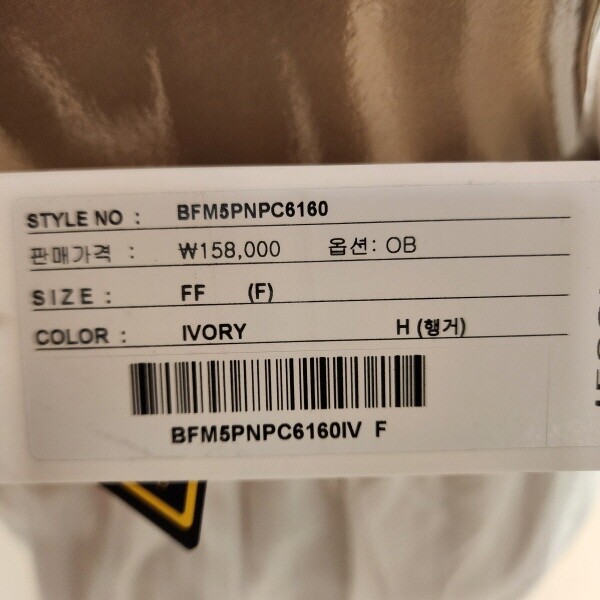 STYLE NO : BFM5PNPC6160
판매가격 : ₩158,000 옵션: OB
SIZE : FF (F)
COLOR : IVORY H (행거)
BFM5PNPC6160IV F